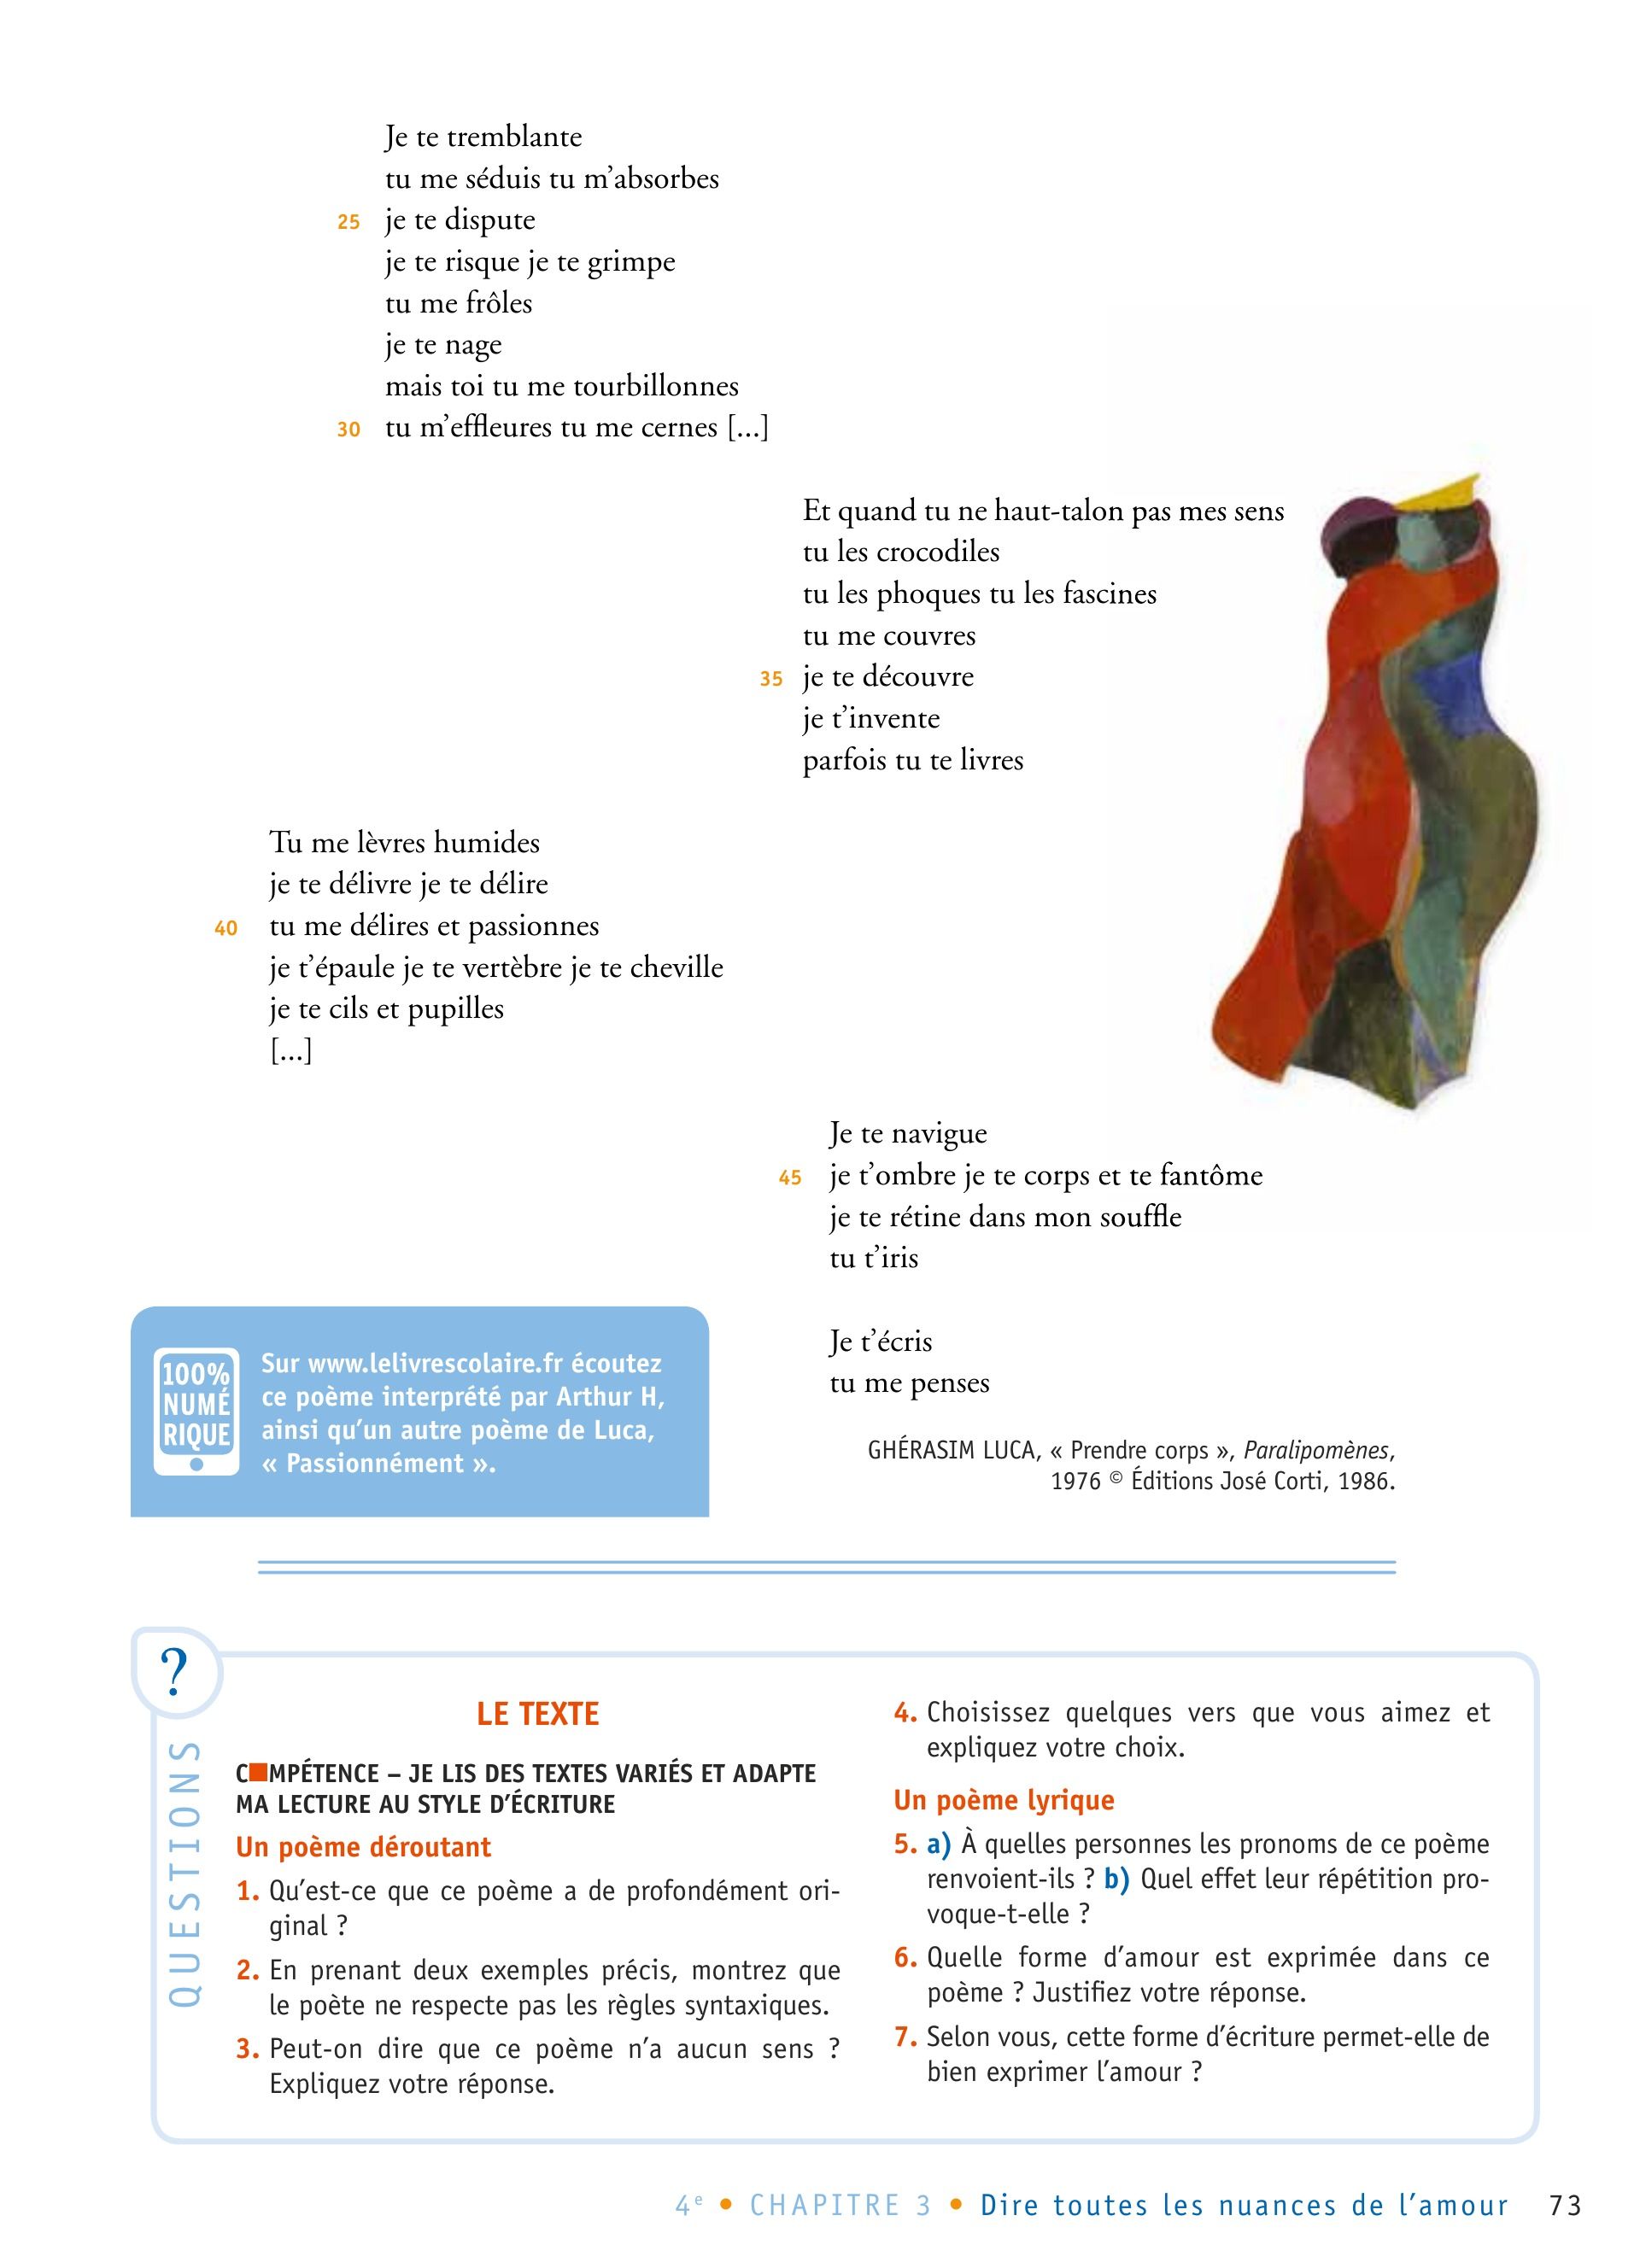 Je te tremblante
tu me séduis tu m'absorbes
25 je te dispute
je te risque je te grimpe
tu me frôles
je te nage
mais toi tu me tourbillonnes
30 tu m'effleures tu me cernes [...]
Et quand tu ne haut-talon pas mes sens
tu les crocodiles
tu les phoques tu les fascines
tu me couvres
35 je te découvre
je t'invente
parfois tu te livres
Tu me lèvres humides
je te délivre je te délire
40 tu me délires et passionnes
je t'épaule je te vertèbre je te cheville
je te cils et pupilles
[...]
Je te navigue
45 je t'ombre je te corps et te fantôme
je te rétine dans mon souffle
tu t'iris
Je t'écris
tu me penses
GHÉRASIM LUCA, « Prendre corps », Paralipomènes,
1976 © Éditions José Corti, 1986.
100%
NUMÉ
RIQUE
Sur www.lelivrescolaire.fr écoutez
ce poème interprété par Arthur H,
ainsi qu'un autre poème de Luca,
« Passionnément ».
?
QUESTIONS
LE TEXTE
C■MPÉTENCE – JE LIS DES TEXTES VARIÉS ET ADAPTE
MA LECTURE AU STYLE D'ÉCRITURE
Un poème déroutant
1. Qu'est-ce que ce poème a de profondément ori-
ginal ?
2. En prenant deux exemples précis, montrez que
le poète ne respecte pas les règles syntaxiques.
3. Peut-on dire que ce poème n'a aucun sens ?
Expliquez votre réponse.
4. Choisissez quelques vers que vous aimez et
expliquez votre choix.
Un poème lyrique
5. a) À quelles personnes les pronoms de ce poème
renvoient-ils ? b) Quel effet leur répétition pro-
voque-t-elle ?
6. Quelle forme d'amour est exprimée dans ce
poème ? Justifiez votre réponse.
7. Selon vous, cette forme d'écriture permet-elle de
bien exprimer l'amour ?
4e • CHAPITRE 3 • Dire toutes les nuances de l'amour 73